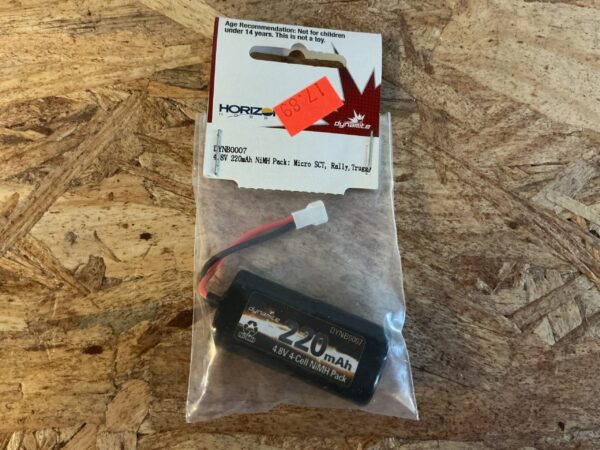 Age Recommendation: Not for children
under 14 years. This is not a toy.
17.89
HORIZO
dynamite
DYNB0007
4.8V 220mAh NiMH Pack: Micro SCT, Rally, Truggy
dynamite
DYNB0007
220mAh
4.8V 4-Cell NiMH Pack